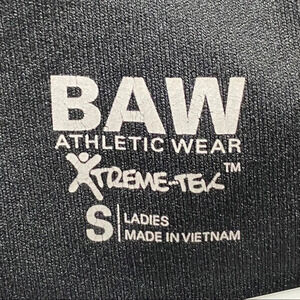 BAW
ATHLETIC WEAR
XTREME-TEK™
S LADIES
MADE IN VIETNAM